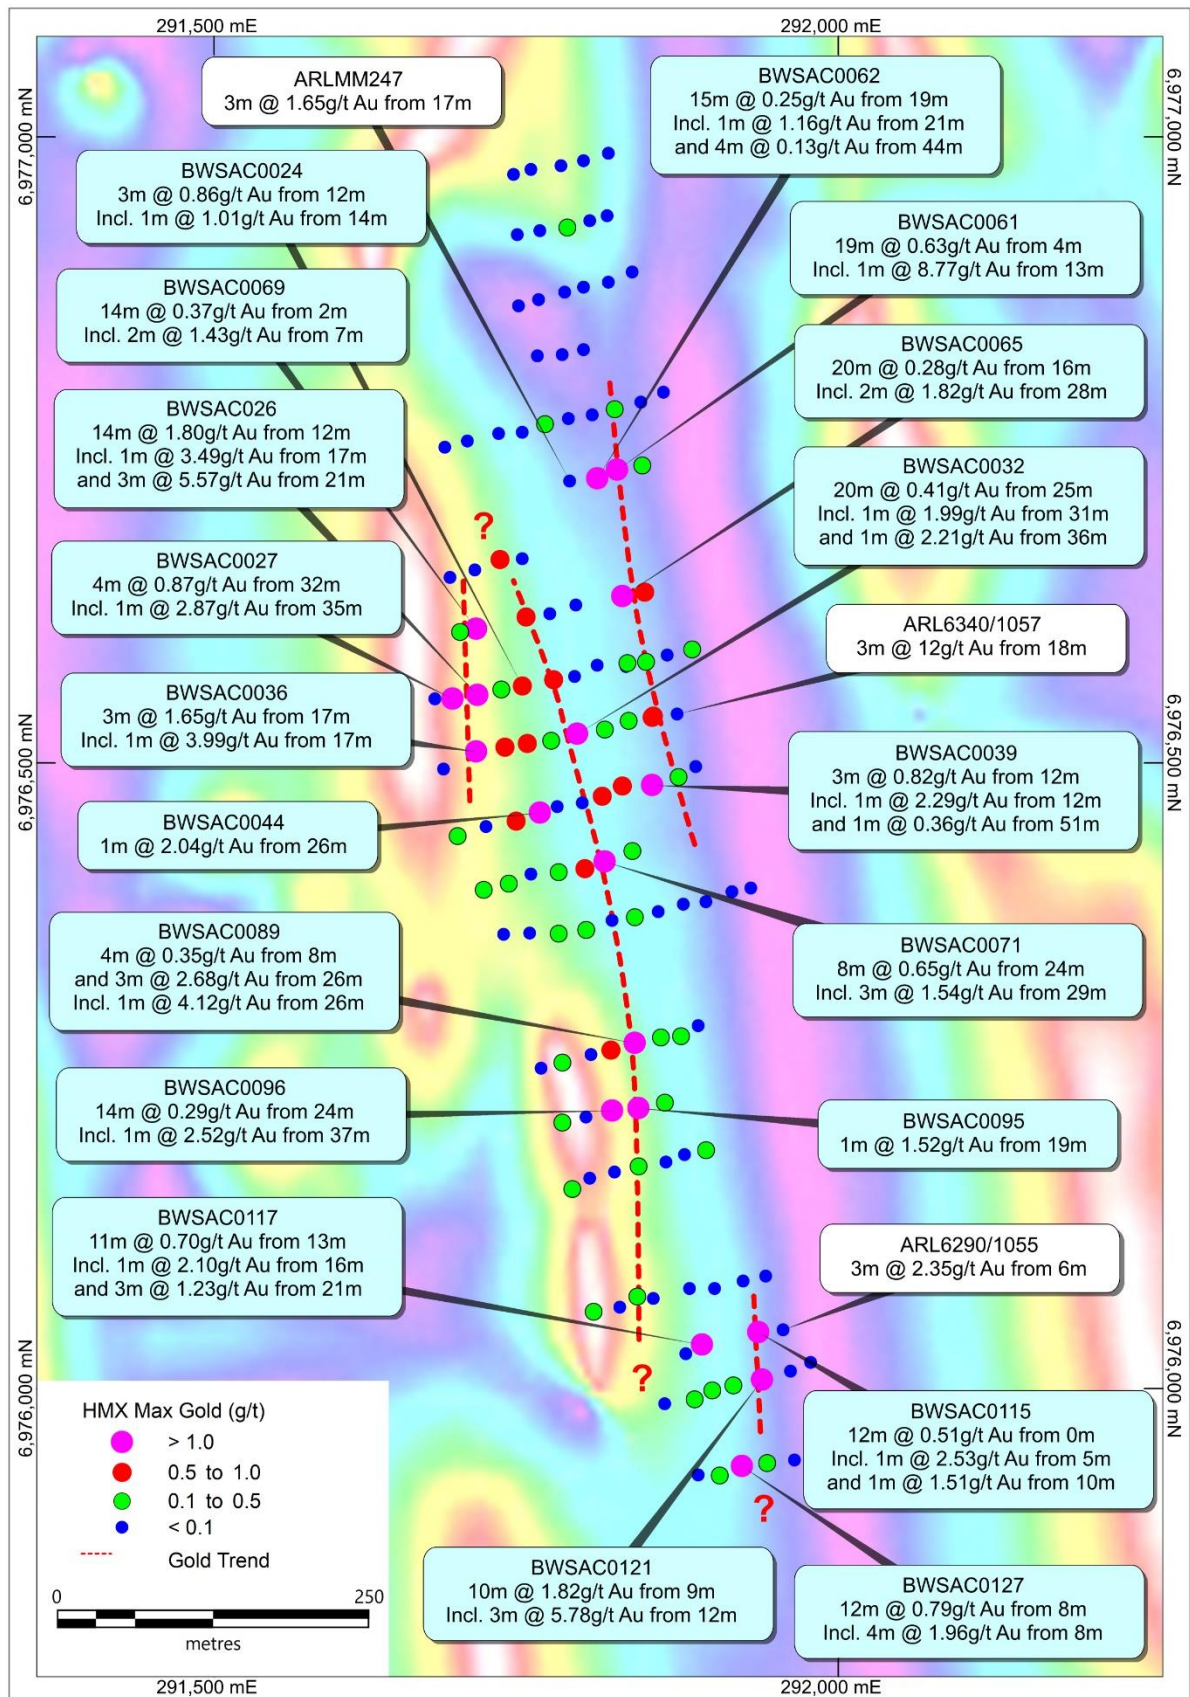 291,500 mE
292,000 mE
6,977,000 mN
6,977,000 mN
ARLMM247
3m @ 1.65g/t Au from 17m
BWSAC0062
15m @ 0.25g/t Au from 19m
Incl. 1m @ 1.16g/t Au from 21m
and 4m @ 0.13g/t Au from 44m
BWSAC0024
3m @ 0.86g/t Au from 12m
Incl. 1m @ 1.01g/t Au from 14m
BWSAC0061
19m @ 0.63g/t Au from 4m
Incl. 1m @ 8.77g/t Au from 13m
BWSAC0069
14m @ 0.37g/t Au from 2m
Incl. 2m @ 1.43g/t Au from 7m
BWSAC0065
20m @ 0.28g/t Au from 16m
Incl. 2m @ 1.82g/t Au from 28m
BWSAC026
14m @ 1.80g/t Au from 12m
Incl. 1m @ 3.49g/t Au from 17m
and 3m @ 5.57g/t Au from 21m
BWSAC0032
20m @ 0.41g/t Au from 25m
Incl. 1m @ 1.99g/t Au from 31m
and 1m @ 2.21g/t Au from 36m
?
BWSAC0027
4m @ 0.87g/t Au from 32m
Incl. 1m @ 2.87g/t Au from 35m
ARL6340/1057
3m @ 12g/t Au from 18m
BWSAC0036
3m @ 1.65g/t Au from 17m
Incl. 1m @ 3.99g/t Au from 17m
6,976,500 mN
6,976,500 mN
BWSAC0039
3m @ 0.82g/t Au from 12m
Incl. 1m @ 2.29g/t Au from 12m
and 1m @ 0.36g/t Au from 51m
BWSAC0044
1m @ 2.04g/t Au from 26m
BWSAC0089
4m @ 0.35g/t Au from 8m
and 3m @ 2.68g/t Au from 26m
Incl. 1m @ 4.12g/t Au from 26m
BWSAC0071
8m @ 0.65g/t Au from 24m
Incl. 3m @ 1.54g/t Au from 29m
BWSAC0096
14m @ 0.29g/t Au from 24m
Incl. 1m @ 2.52g/t Au from 37m
BWSAC0095
1m @ 1.52g/t Au from 19m
BWSAC0117
11m @ 0.70g/t Au from 13m
Incl. 1m @ 2.10g/t Au from 16m
and 3m @ 1.23g/t Au from 21m
ARL6290/1055
3m @ 2.35g/t Au from 6m
?
6,976,000 mN
6,976,000 mN
HMX Max Gold (g/t)
> 1.0
0.5 to 1.0
0.1 to 0.5
< 0.1
Gold Trend
0
250
metres
BWSAC0115
12m @ 0.51g/t Au from 0m
Incl. 1m @ 2.53g/t Au from 5m
and 1m @ 1.51g/t Au from 10m
?
BWSAC0121
10m @ 1.82g/t Au from 9m
Incl. 3m @ 5.78g/t Au from 12m
BWSAC0127
12m @ 0.79g/t Au from 8m
Incl. 4m @ 1.96g/t Au from 8m
291,500 mE
292,000 mE